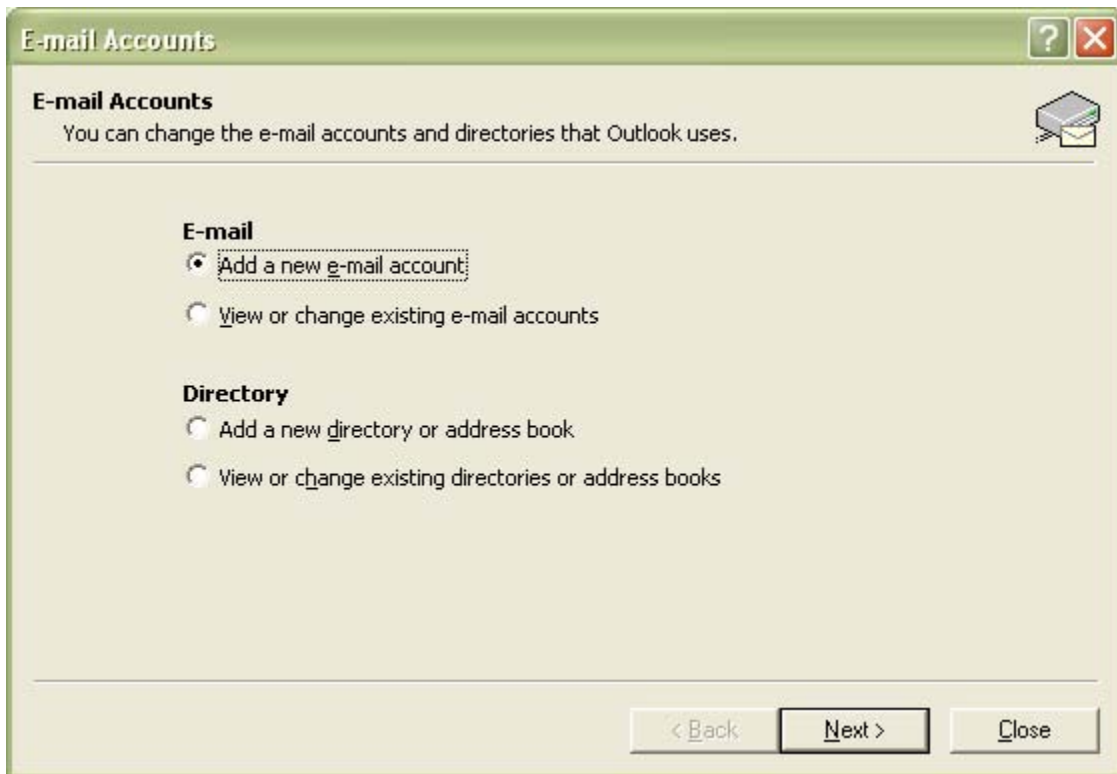 E-mail Accounts
E-mail Accounts
You can change the e-mail accounts and directories that Outlook uses.
E-mail
Add a new e-mail account
View or change existing e-mail accounts
Directory
Add a new directory or address book
View or change existing directories or address books
< Back Next > Close